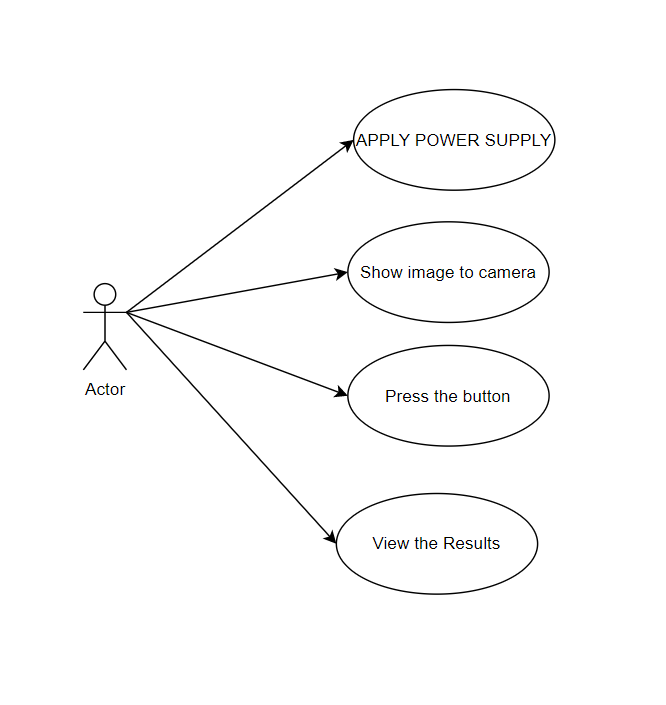 APPLY POWER SUPPLY
Show image to camera
Actor
Press the button
View the Results